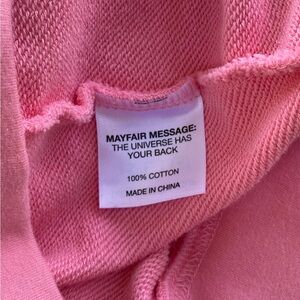 MAYFAIR MESSAGE:
THE UNIVERSE HAS
YOUR BACK
100% COTTON
MADE IN CHINA